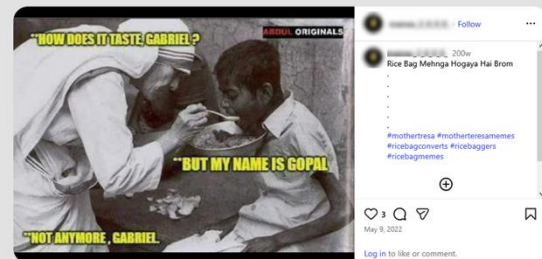 ABDUL ORIGINALS
"HOW DOES IT TASTE, GABRIEL?
"BUT MY NAME IS GOPAL
"NOT ANYMORE, GABRIEL.
Follow
...
200w
Rice Bag Mehnga Hogaya Hai Brom
.
.
.
.
.
#mothertresa #motherteresamemes
#ricebagconverts #ricebaggers
#ricebagmemes
3
May 9, 2022
Log in to like or comment.